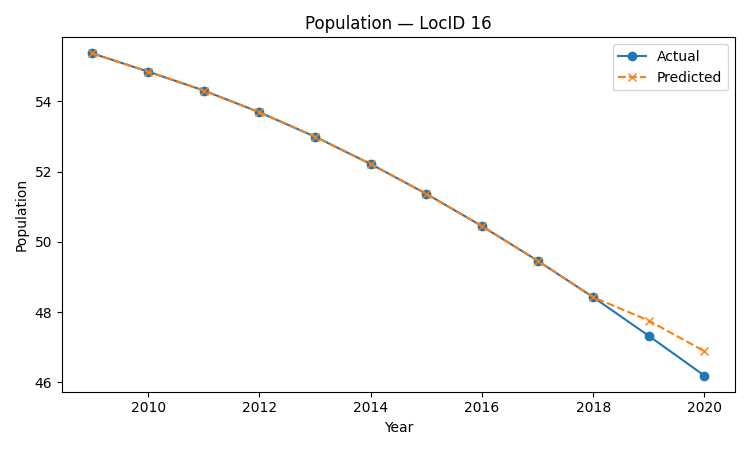 Population — LocID 16
Actual
Predicted
Population
54
52
50
48
46
2010
2012
2014
2016
2018
2020
Year